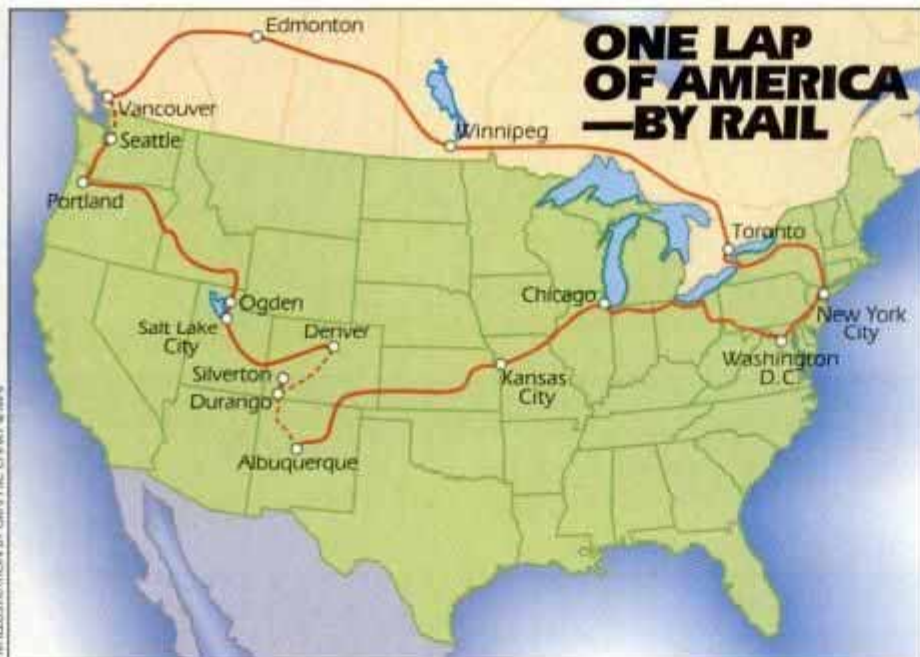 ONE LAP
OF AMERICA
—BY RAIL
Edmonton
Vancouver
Seattle
Winnipeg
Portland
Toronto
Ogden
Chicago
New York
City
Salt Lake
City
Denver
Washington
D.C.
Silverton
Kansas
City
Durango
Albuquerque